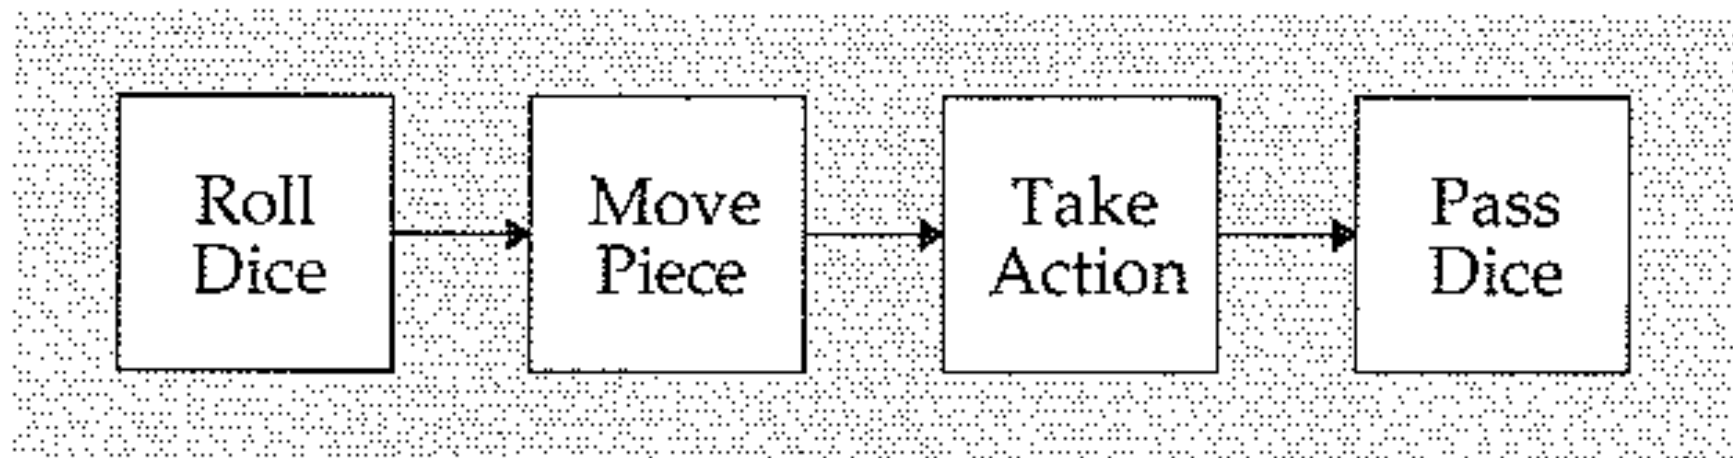 Roll
Dice
Move
Piece
Take
Action
Pass
Dice